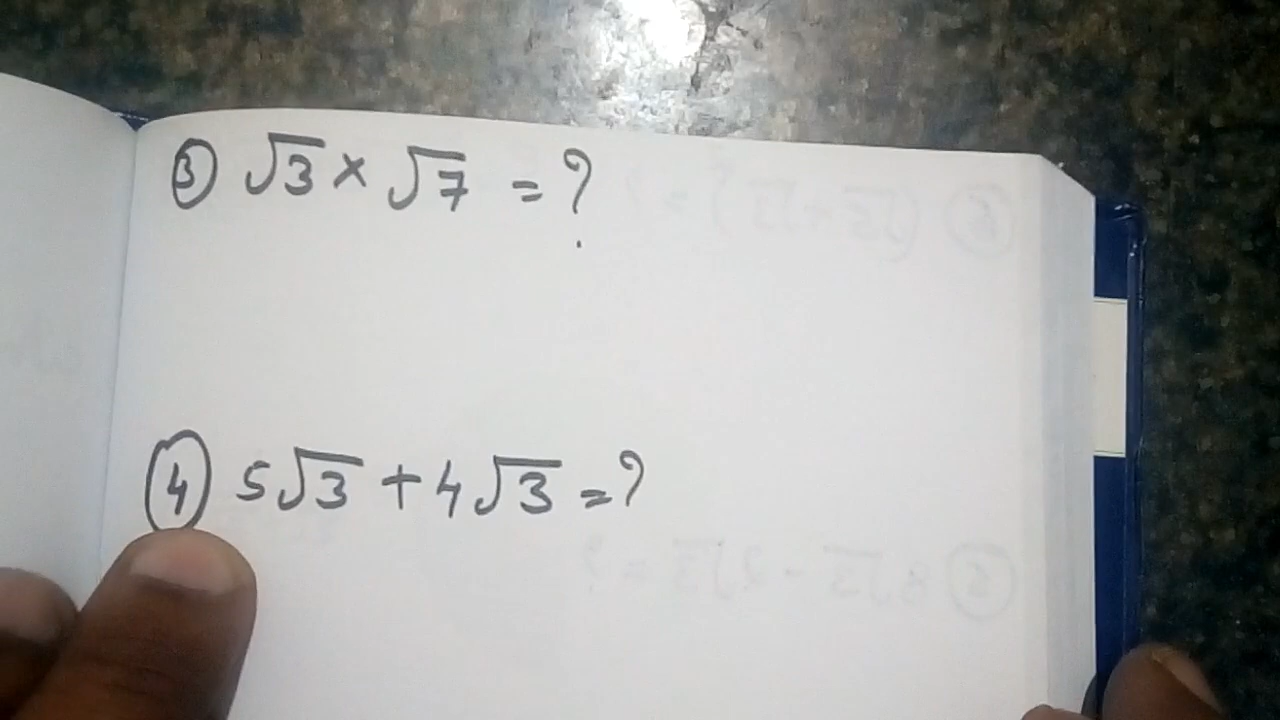 ③ √3 × √7 = ?
④ 5√3 + 4√3 = ?